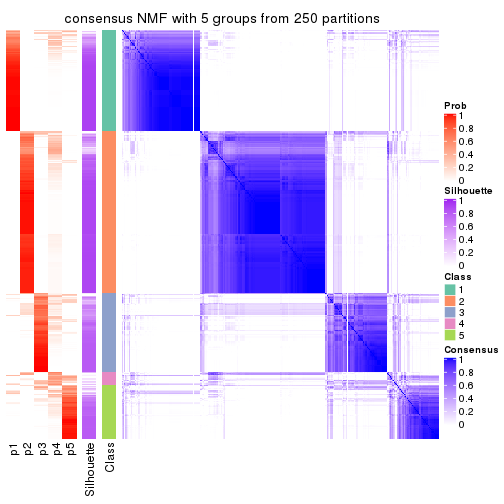 consensus NMF with 5 groups from 250 partitions
Prob
1
0.8
0.6
0.4
0.2
0
Silhouette
1
0.8
0.6
0.4
0.2
0
Class
1
2
3
4
5
Consensus
1
0.8
0.6
0.4
0.2
0
p1
p2
p3
p4
p5
Silhouette
Class